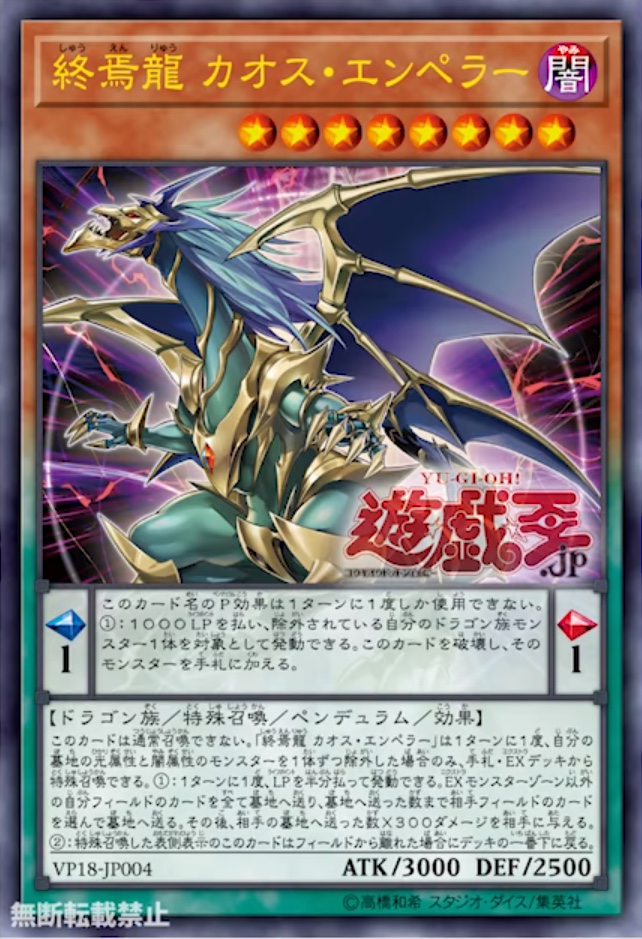 終焉龍 カオス・エンペラー
闇
YU-GI-OH!
遊戯王.jp
このカード名のP効果は1ターンに1度しか使用できない。
①:1000LPを払い、除外されている自分のドラゴン族モン
スター1体を対象として発動できる。このカードを破壊し、その
モンスターを手札に加える。
1
1
【ドラゴン族/特殊召喚/ペンデュラム/効果】
このカードは通常召喚できない。「終焉龍 カオス・エンペラー」は1ターンに1度、自分の
墓地の光属性と闇属性のモンスターを1体ずつ除外した場合のみ、手札・EXデッキから
特殊召喚できる。①:1ターンに1度、LPを半分払って発動できる。EXモンスターゾーン以外
の自分フィールドのカードを全て墓地へ送り、墓地へ送った数まで相手フィールドのカード
を選んで墓地へ送る。その後、相手の墓地へ送った数×300ダメージを相手に与える。
②:特殊召喚した表側表示のこのカードはフィールドから離れた場合にデッキの一番下に戻る。
VP18-JP004
ATK/3000 DEF/2500
無断転載禁止
©高橋和希 スタジオ・ダイス/集英社